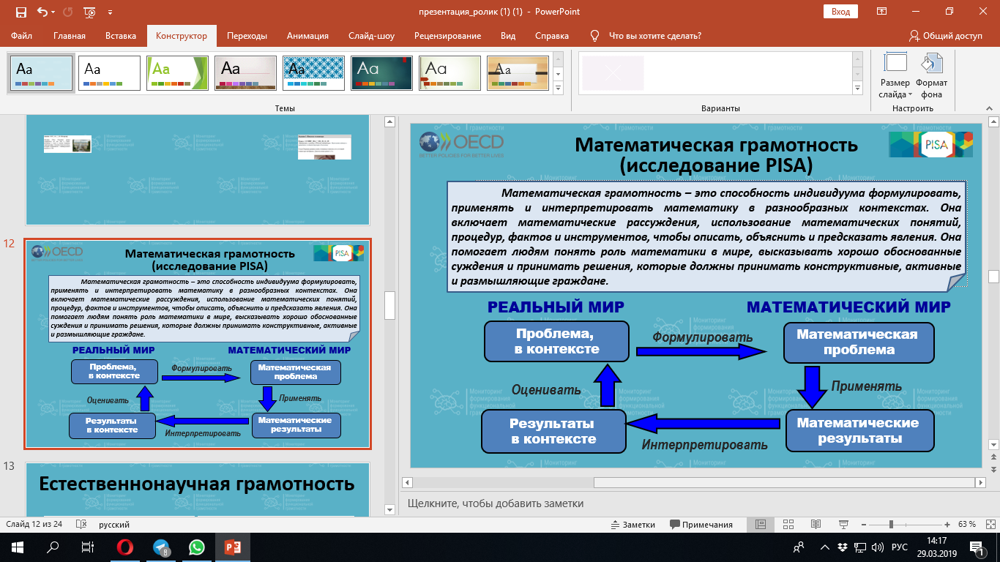 презентация_ролик (1) (1) - PowerPoint
Вход
Файл Главная Вставка Конструктор Переходы Анимация Слайд-шоу Рецензирование Вид Справка Что вы хотите сделать? Общий доступ
Aa Aa Aa Aa Aa Aa Aa Aa
Размер слайда
Формат фона
Темы Варианты Настроить
12
OECD
PISA
Математическая грамотность
(исследование PISA)
Математическая грамотность – это способность индивидуума формулировать,
применять и интерпретировать математику в разнообразных контекстах. Она
включает математические рассуждения, использование математических понятий,
процедур, фактов и инструментов, чтобы описать, объяснить и предсказать явления. Она
помогает людям понять роль математики в мире, высказывать хорошо обоснованные
суждения и принимать решения, которые должны принимать конструктивные, активные
и размышляющие граждане.
РЕАЛЬНЫЙ МИР МАТЕМАТИЧЕСКИЙ МИР
Проблема,
в контексте
Формулировать
Математическая
проблема
Оценивать
Применять
Результаты
в контексте
Интерпретировать
Математические
результаты
13
Естественнонаучная грамотность
OECD
BETTER POLICIES FOR BETTER LIVES
PISA
Математическая грамотность
(исследование PISA)
Математическая грамотность – это способность индивидуума формулировать,
применять и интерпретировать математику в разнообразных контекстах. Она
включает математические рассуждения, использование математических понятий,
процедур, фактов и инструментов, чтобы описать, объяснить и предсказать явления. Она
помогает людям понять роль математики в мире, высказывать хорошо обоснованные
суждения и принимать решения, которые должны принимать конструктивные, активные
и размышляющие граждане.
РЕАЛЬНЫЙ МИР МАТЕМАТИЧЕСКИЙ МИР
Проблема,
в контексте
Формулировать
Математическая
проблема
Оценивать
Применять
Мониторинг
формирования
функциональной
грамотности
Результаты
в контексте
Интерпретировать
Математические
результаты
Щелкните, чтобы добавить заметки
Слайд 12 из 24 русский Заметки Примечания 63 %
8
РУС
14:17
29.03.2019
1